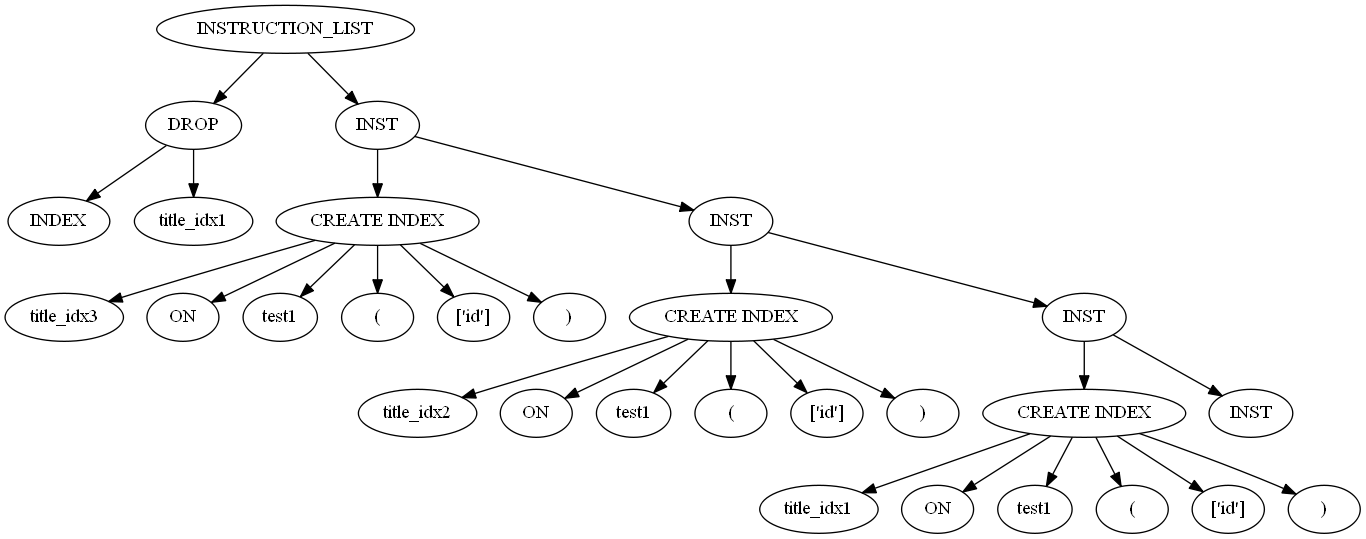 INSTRUCTION_LIST
DROP INST
INDEX title_idx1 CREATE INDEX INST
title_idx3 ON test1 ( ['id'] ) CREATE INDEX INST
title_idx2 ON test1 ( ['id'] ) CREATE INDEX INST
title_idx1 ON test1 ( ['id'] )